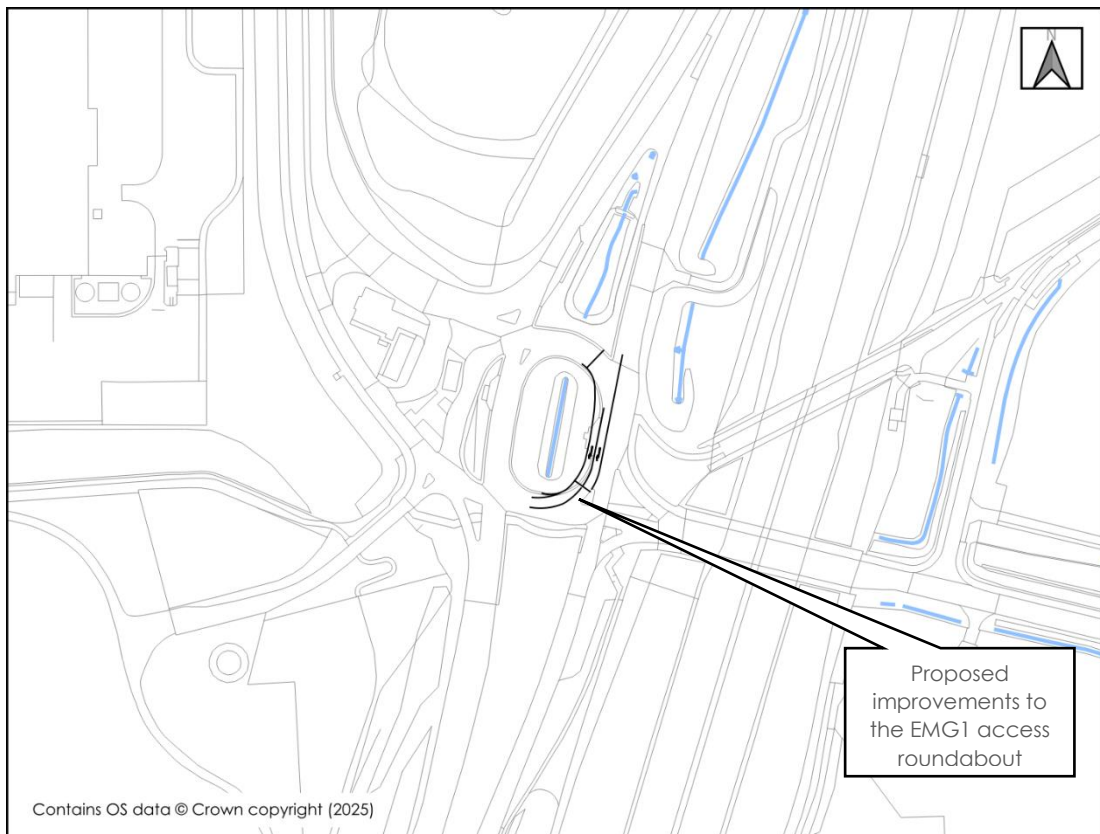 N
Proposed
improvements to
the EMG1 access
roundabout
Contains OS data © Crown copyright (2025)